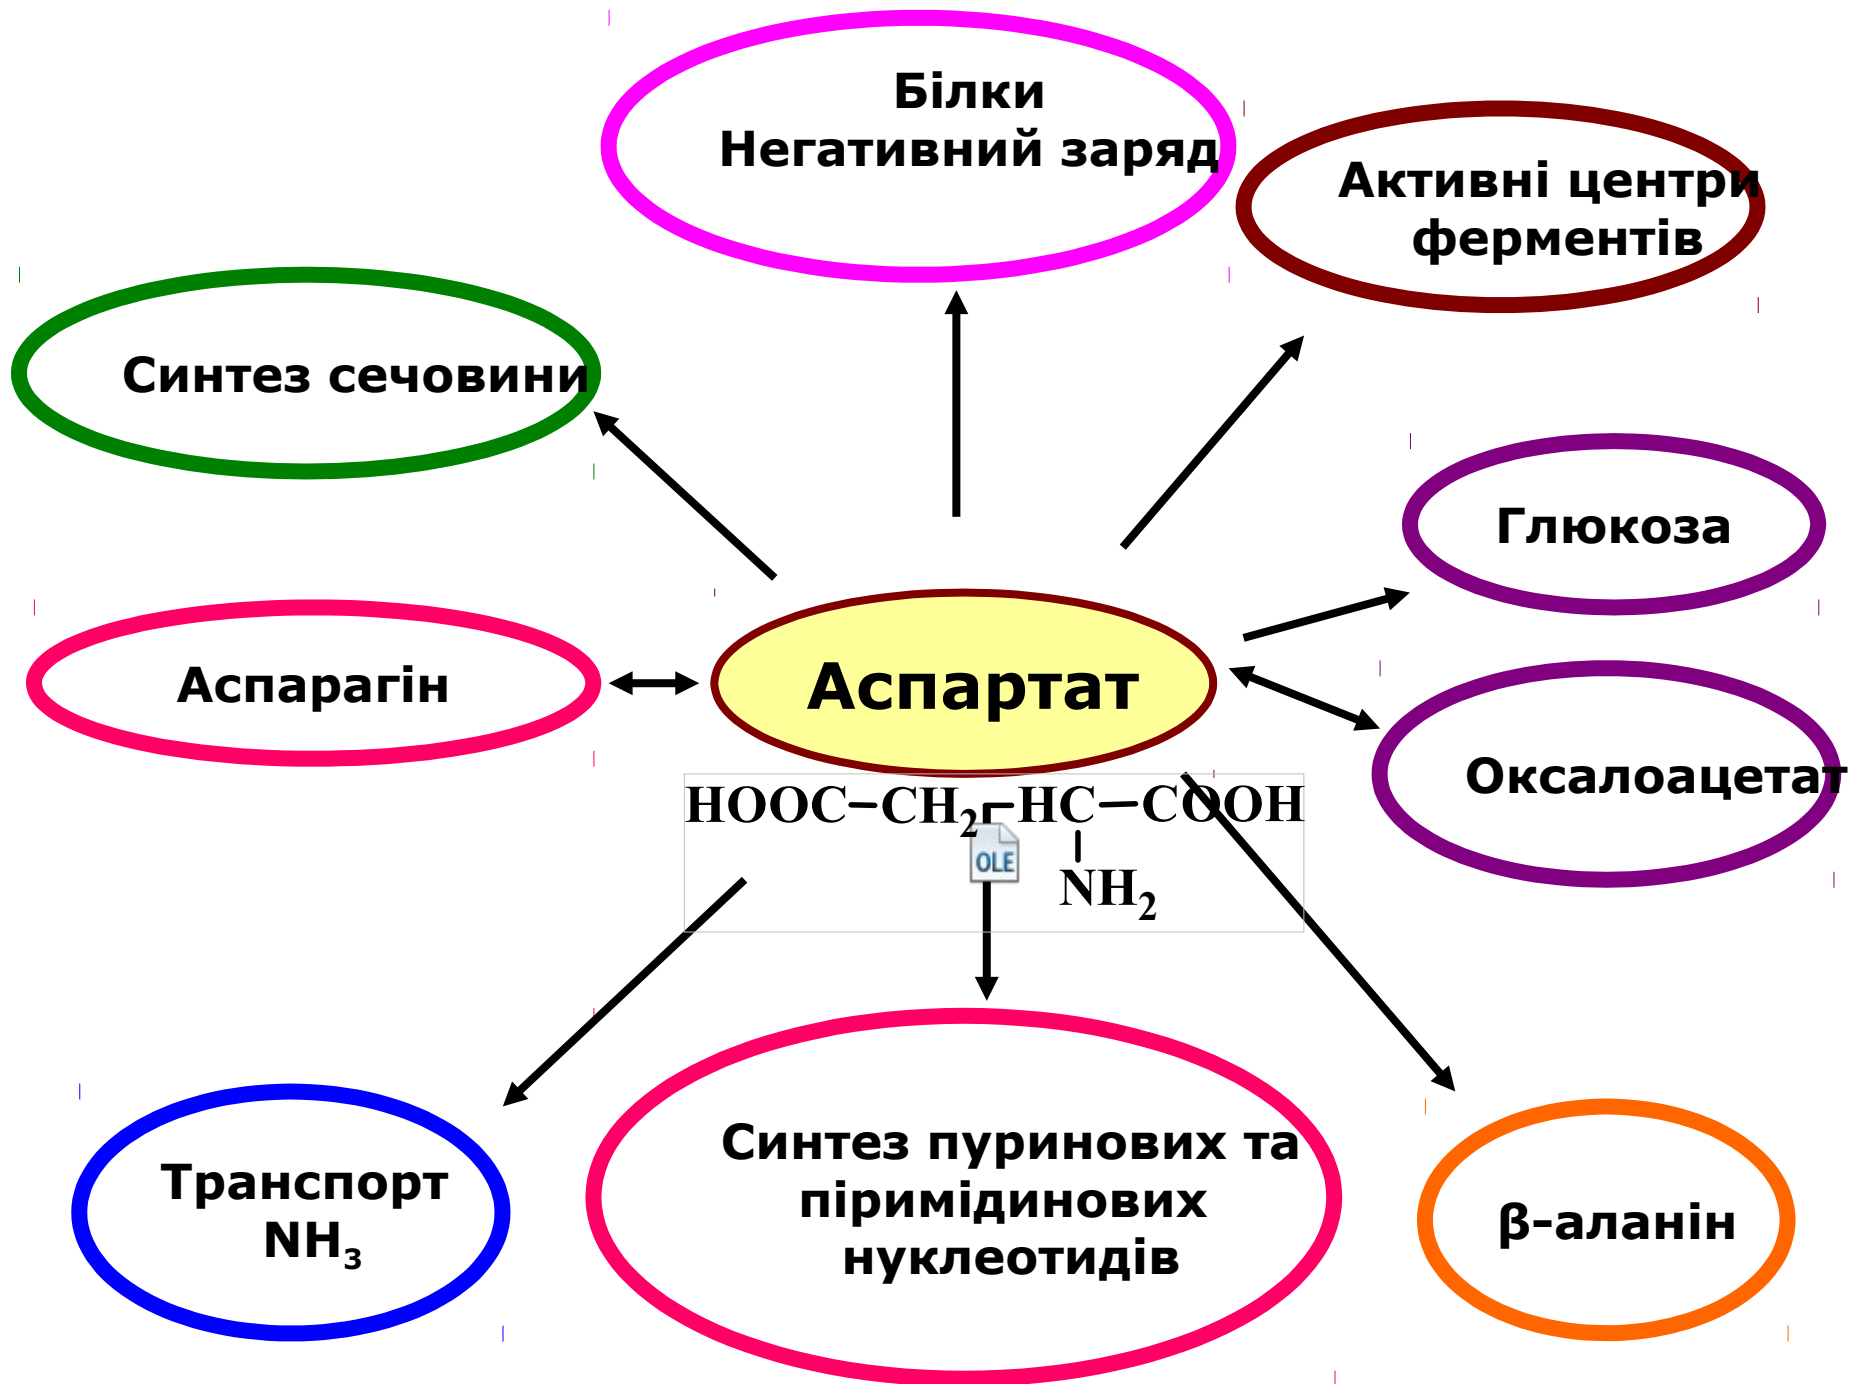 Білки
Негативний заряд
Активні центри
ферментів
Синтез сечовини
Глюкоза
Аспарагін
Аспартат
Оксалоацетат
HOOC–CH₂–HC–COOH
OLE
NH₂
Транспорт
NH₃
Синтез пуринових та
піримідинових
нуклеотидів
β–аланін